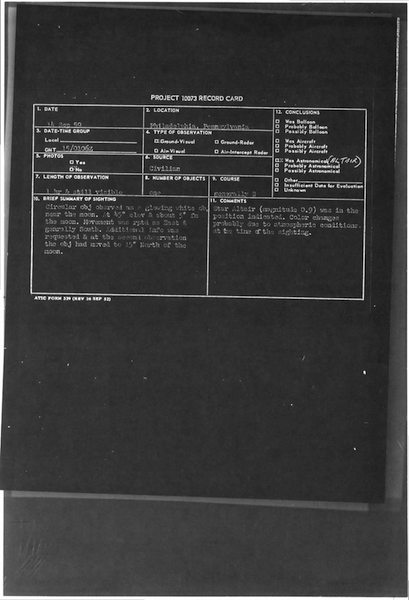 PROJECT 10073 RECORD CARD
1. DATE
14 Sep 59
2. LOCATION
Philadelphia, Pennsylvania
12. CONCLUSIONS
□ Was Balloon
□ Probably Balloon
□ Possibly Balloon
□ Was Aircraft
□ Probably Aircraft
□ Possibly Aircraft
Was Astronomical (ALTAIR)
□ Probably Astronomical
□ Possibly Astronomical
□ Other
□ Insufficient Data for Evaluation
□ Unknown
3. DATE-TIME GROUP
Local
GMT 15/0106Z
4. TYPE OF OBSERVATION
Ground-Visual
□ Ground-Radar
□ Air-Visual
□ Air-Intercept Radar
5. PHOTOS
□ Yes
□ No
6. SOURCE
Civilian
7. LENGTH OF OBSERVATION
1 hr & still visible
8. NUMBER OF OBJECTS
one
9. COURSE
generally S
10. BRIEF SUMMARY OF SIGHTING
Circular obj observed as a glowing white obj
near the moon. At 45° elev & about 5° fm
the moon. Movement was rptd as East &
genrally South. Additional info was
requested & at the second observation
the obj had moved to 15° North of the
moon.
11. COMMENTS
Star Altair (magnitude 0.9) was in the
position indicated. Color changes
probably due to atmospheric conditions
at the time of the sighting.
ATIC FORM 329 (REV 26 SEP 52)